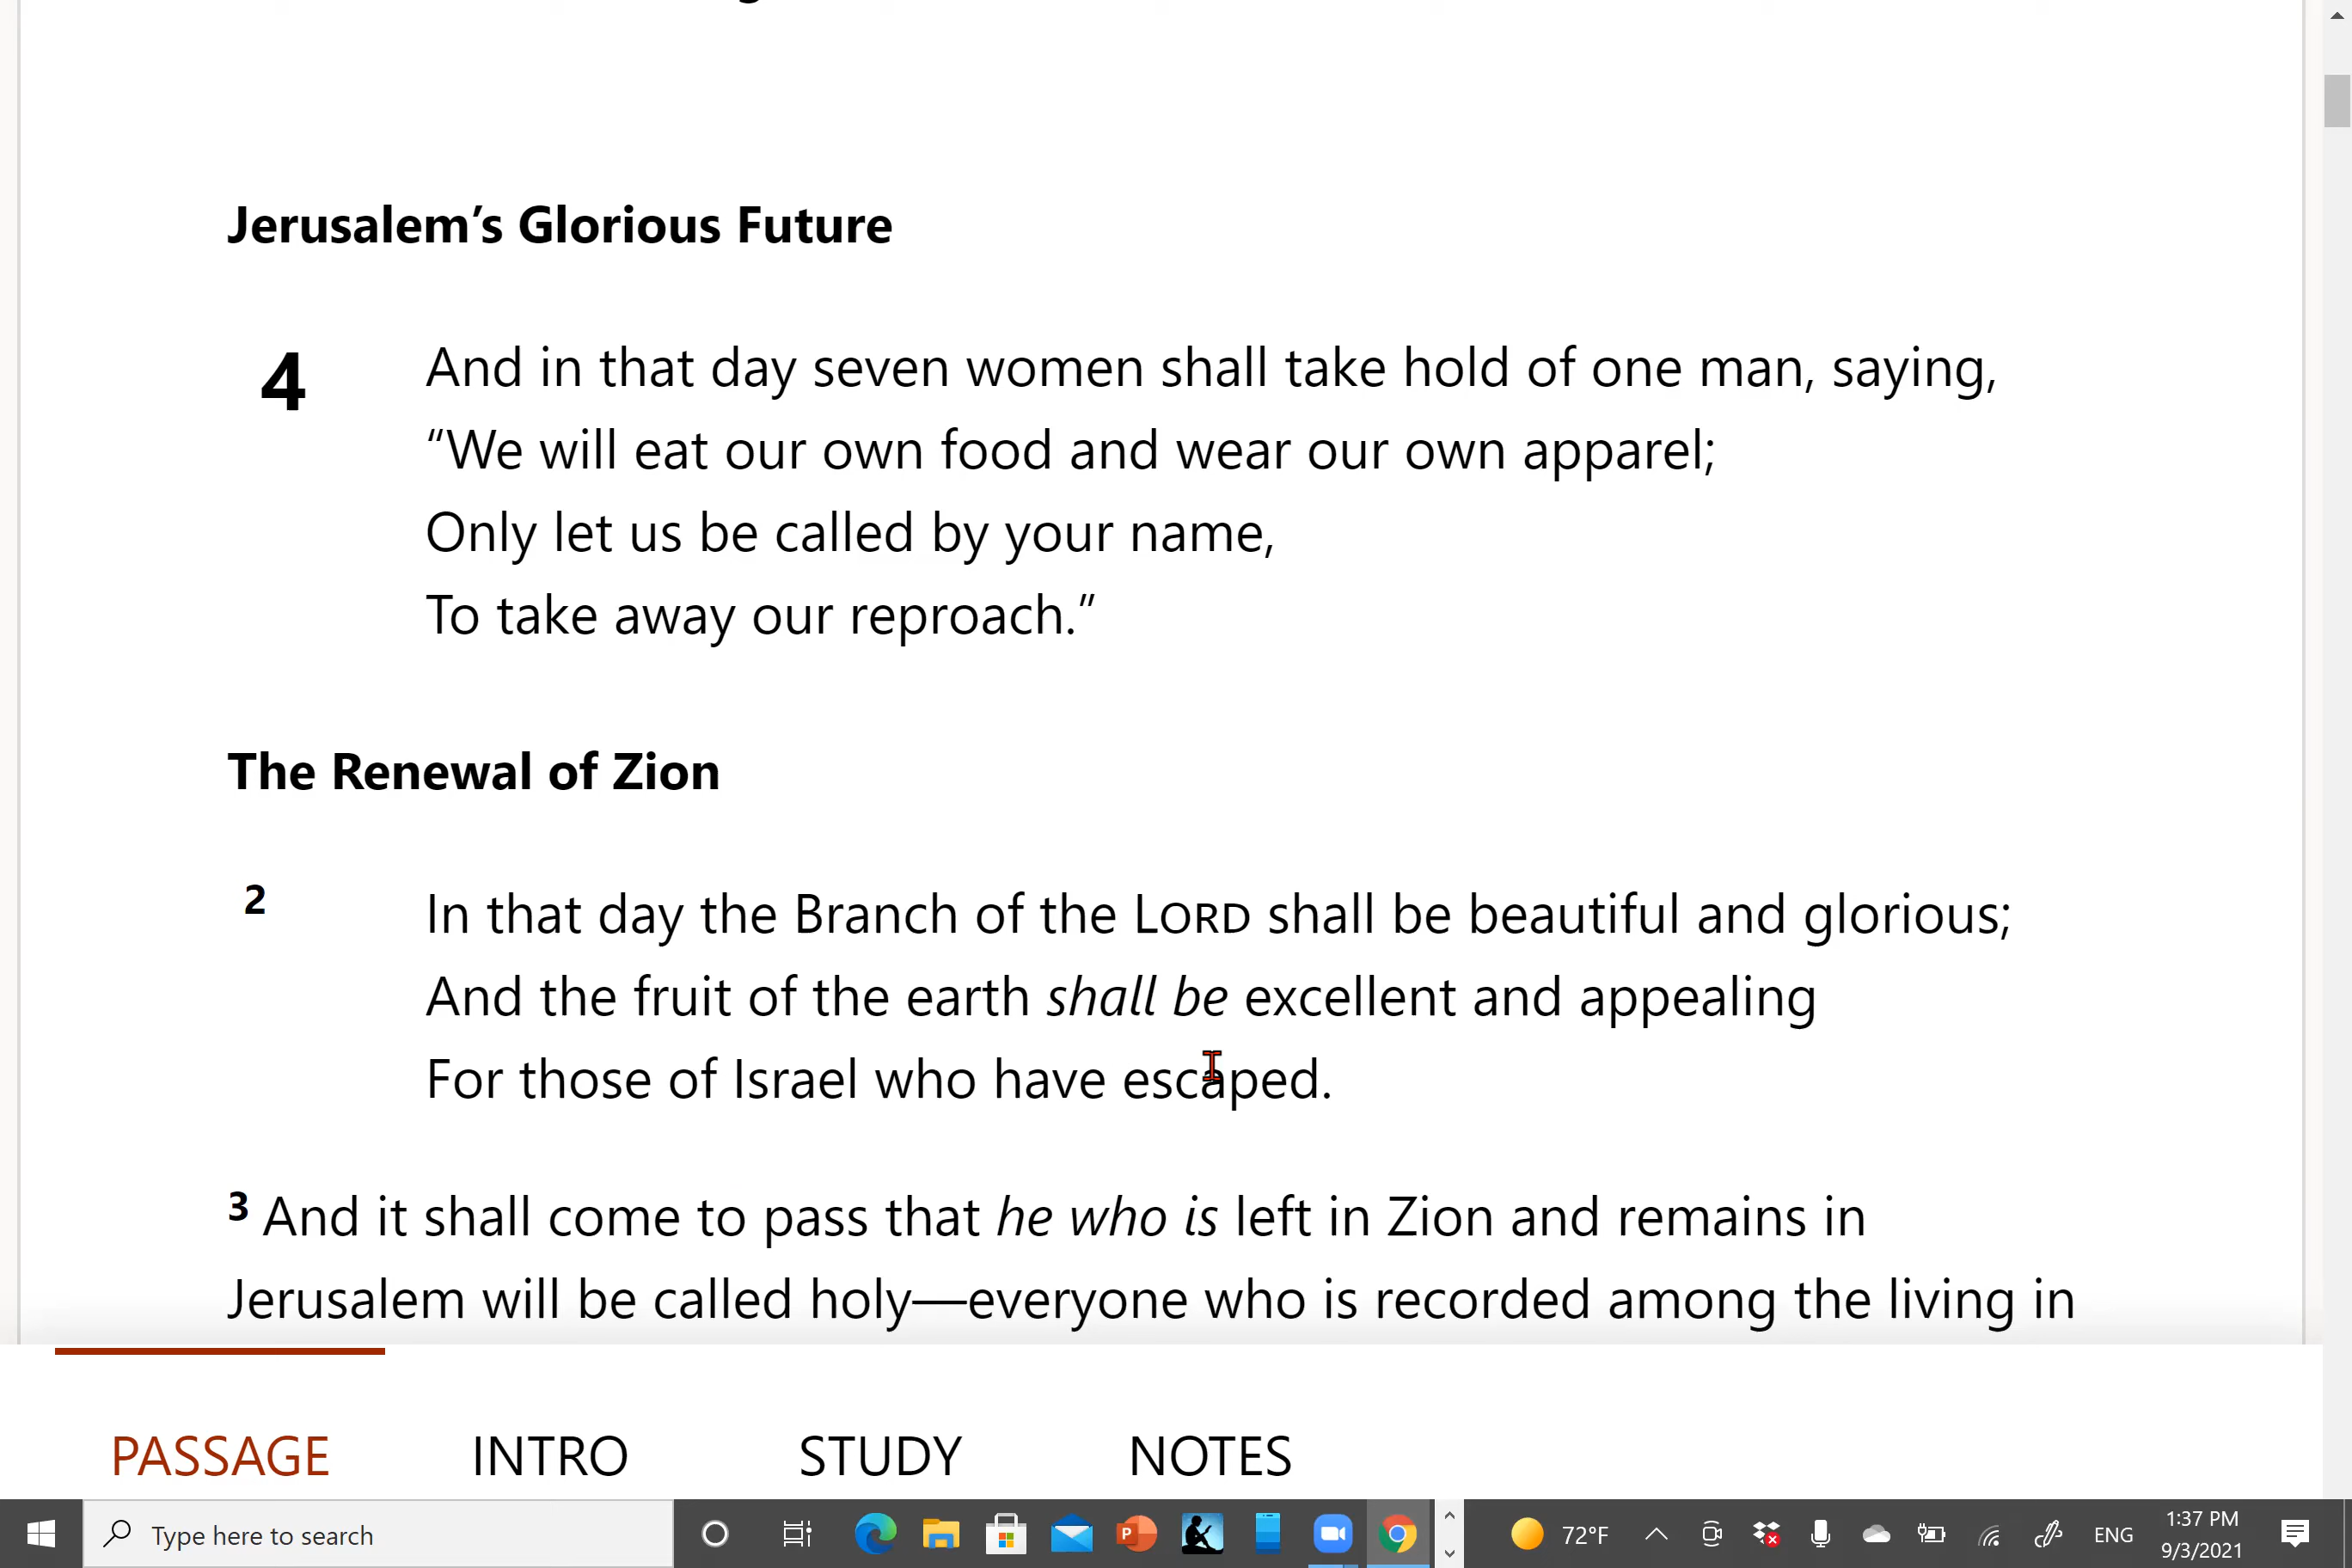 Jerusalem’s Glorious Future
4 And in that day seven women shall take hold of one man, saying,
“We will eat our own food and wear our own apparel;
Only let us be called by your name,
To take away our reproach.”
The Renewal of Zion
2 In that day the Branch of the LORD shall be beautiful and glorious;
And the fruit of the earth shall be excellent and appealing
For those of Israel who have escaped.
3 And it shall come to pass that he who is left in Zion and remains in
Jerusalem will be called holy—everyone who is recorded among the living in
PASSAGE INTRO STUDY NOTES
Type here to search
72°F
ENG
1:37 PM
9/3/2021